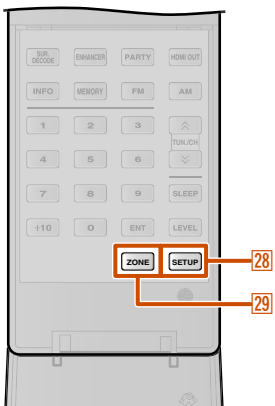 SUR. DECODE ENHANCER PARTY HDMI OUT
INFO MEMORY FM AM
1 2 3
TUN./CH
4 5 6
7 8 9 SLEEP
+10 0 ENT LEVEL
ZONE SETUP 28
29